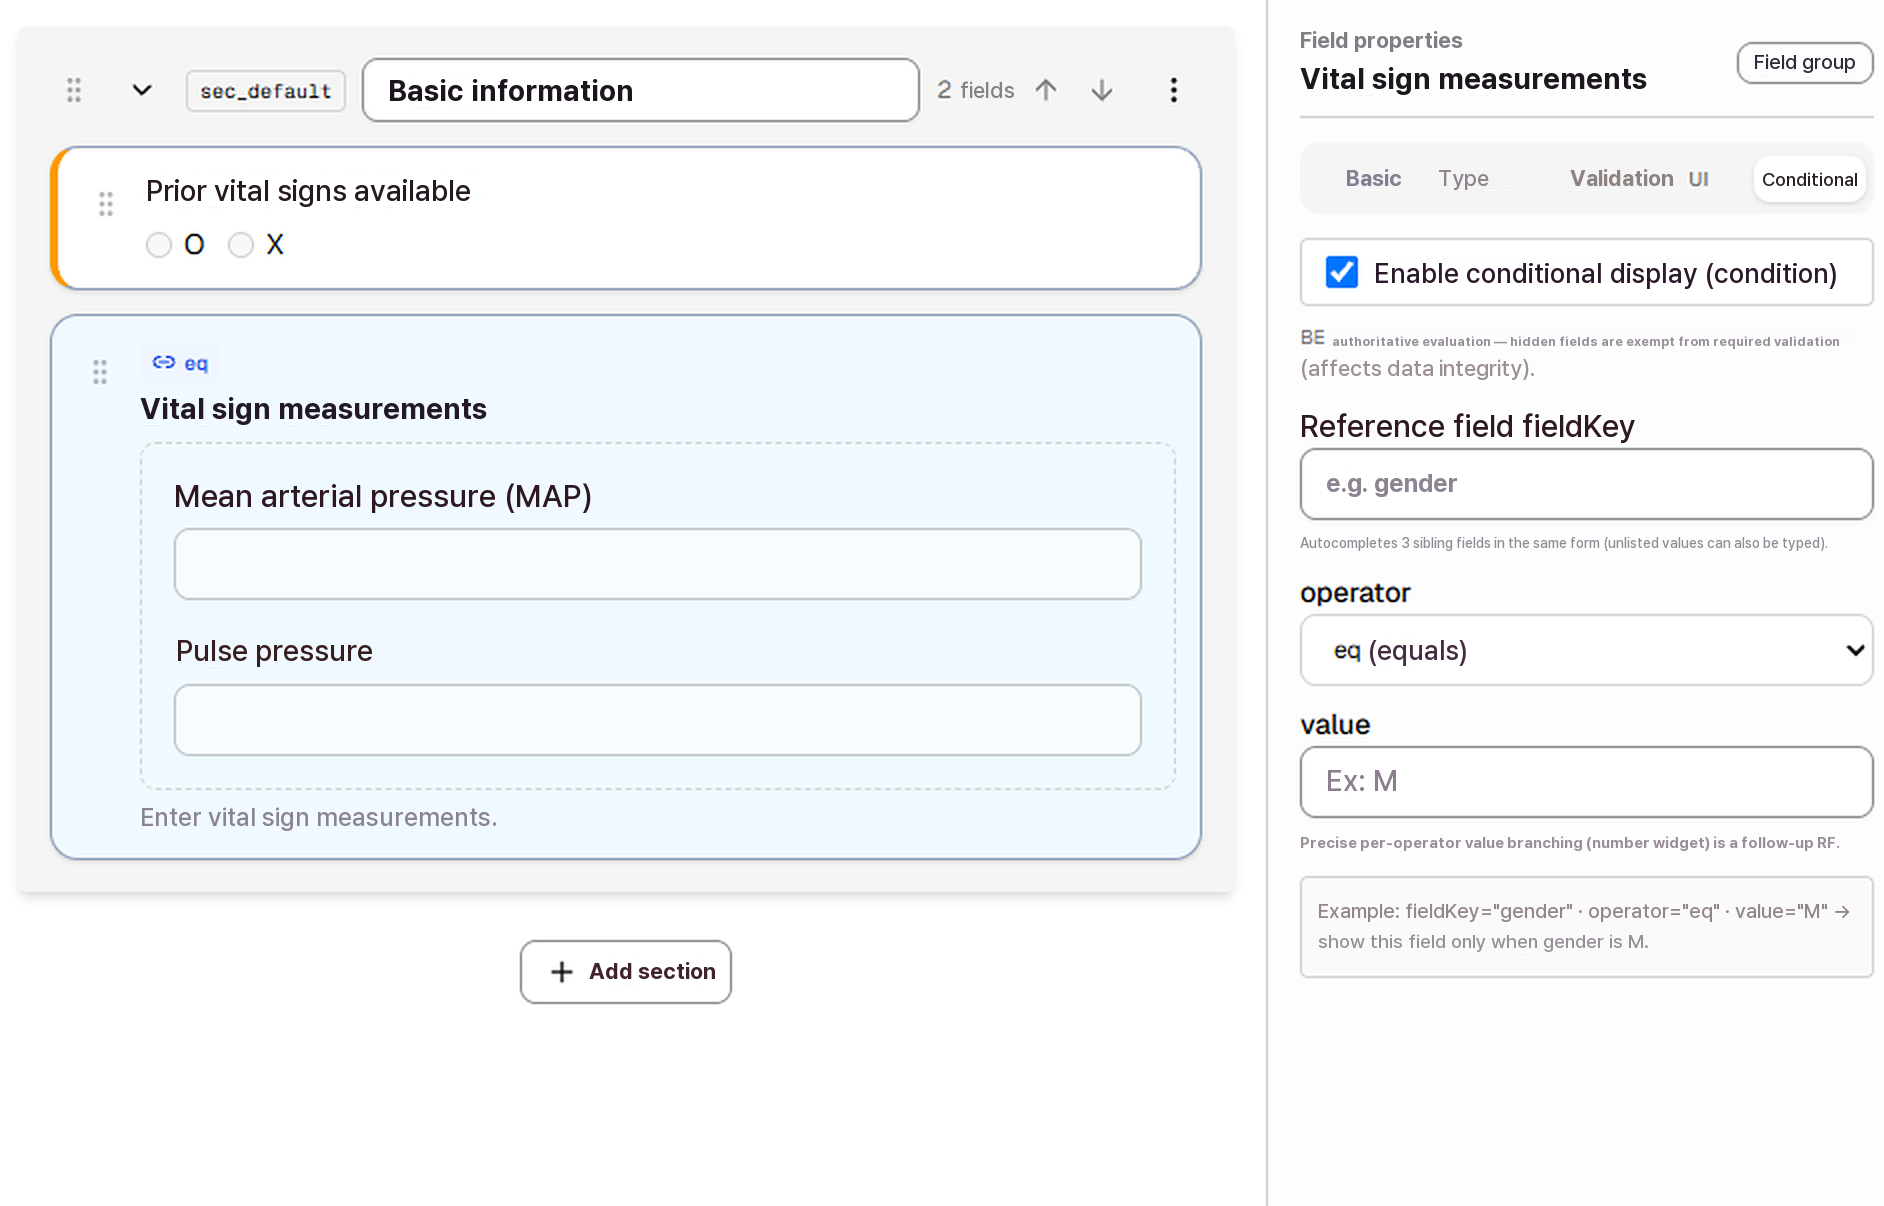 sec_default
Basic information
2 fields
Prior vital signs available
O X
eq
Vital sign measurements
Mean arterial pressure (MAP)
Pulse pressure
Enter vital sign measurements.
Add section
Field properties
Vital sign measurements
Field group
Basic Type Validation UI Conditional
Enable conditional display (condition)
BE authoritative evaluation — hidden fields are exempt from required validation
(affects data integrity).
Reference field fieldKey
e.g. gender
Autocompletes 3 sibling fields in the same form (unlisted values can also be typed).
operator
eq (equals)
value
Ex: M
Precise per-operator value branching (number widget) is a follow-up RF.
Example: fieldKey="gender" · operator="eq" · value="M" →
show this field only when gender is M.